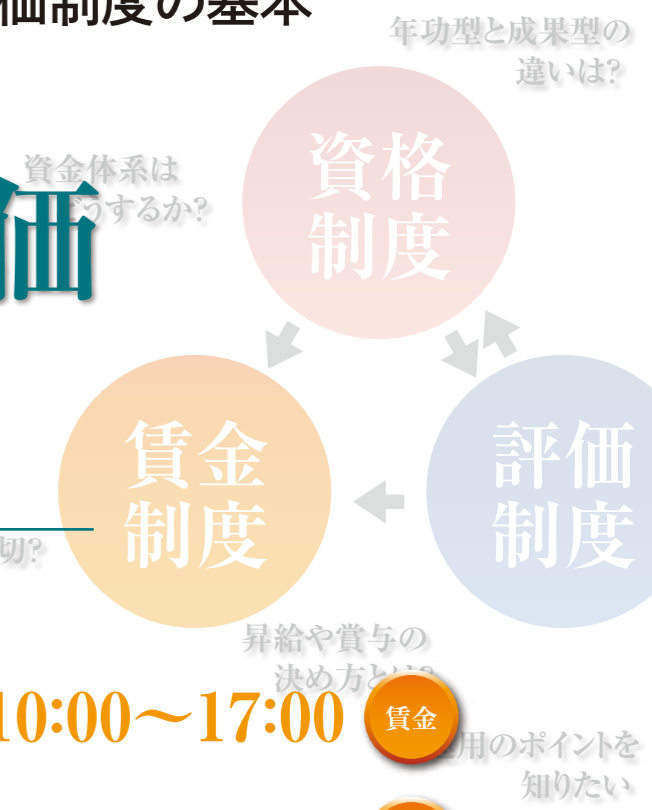 価制度の基本
年功型と成果型の
違いは?
資金体系は
どうするか?
価
資格
制度
賃金
制度
評価
制度
切?
昇給や賞与の
決め方とは?
10:00〜17:00
賃金
運用のポイントを
知りたい